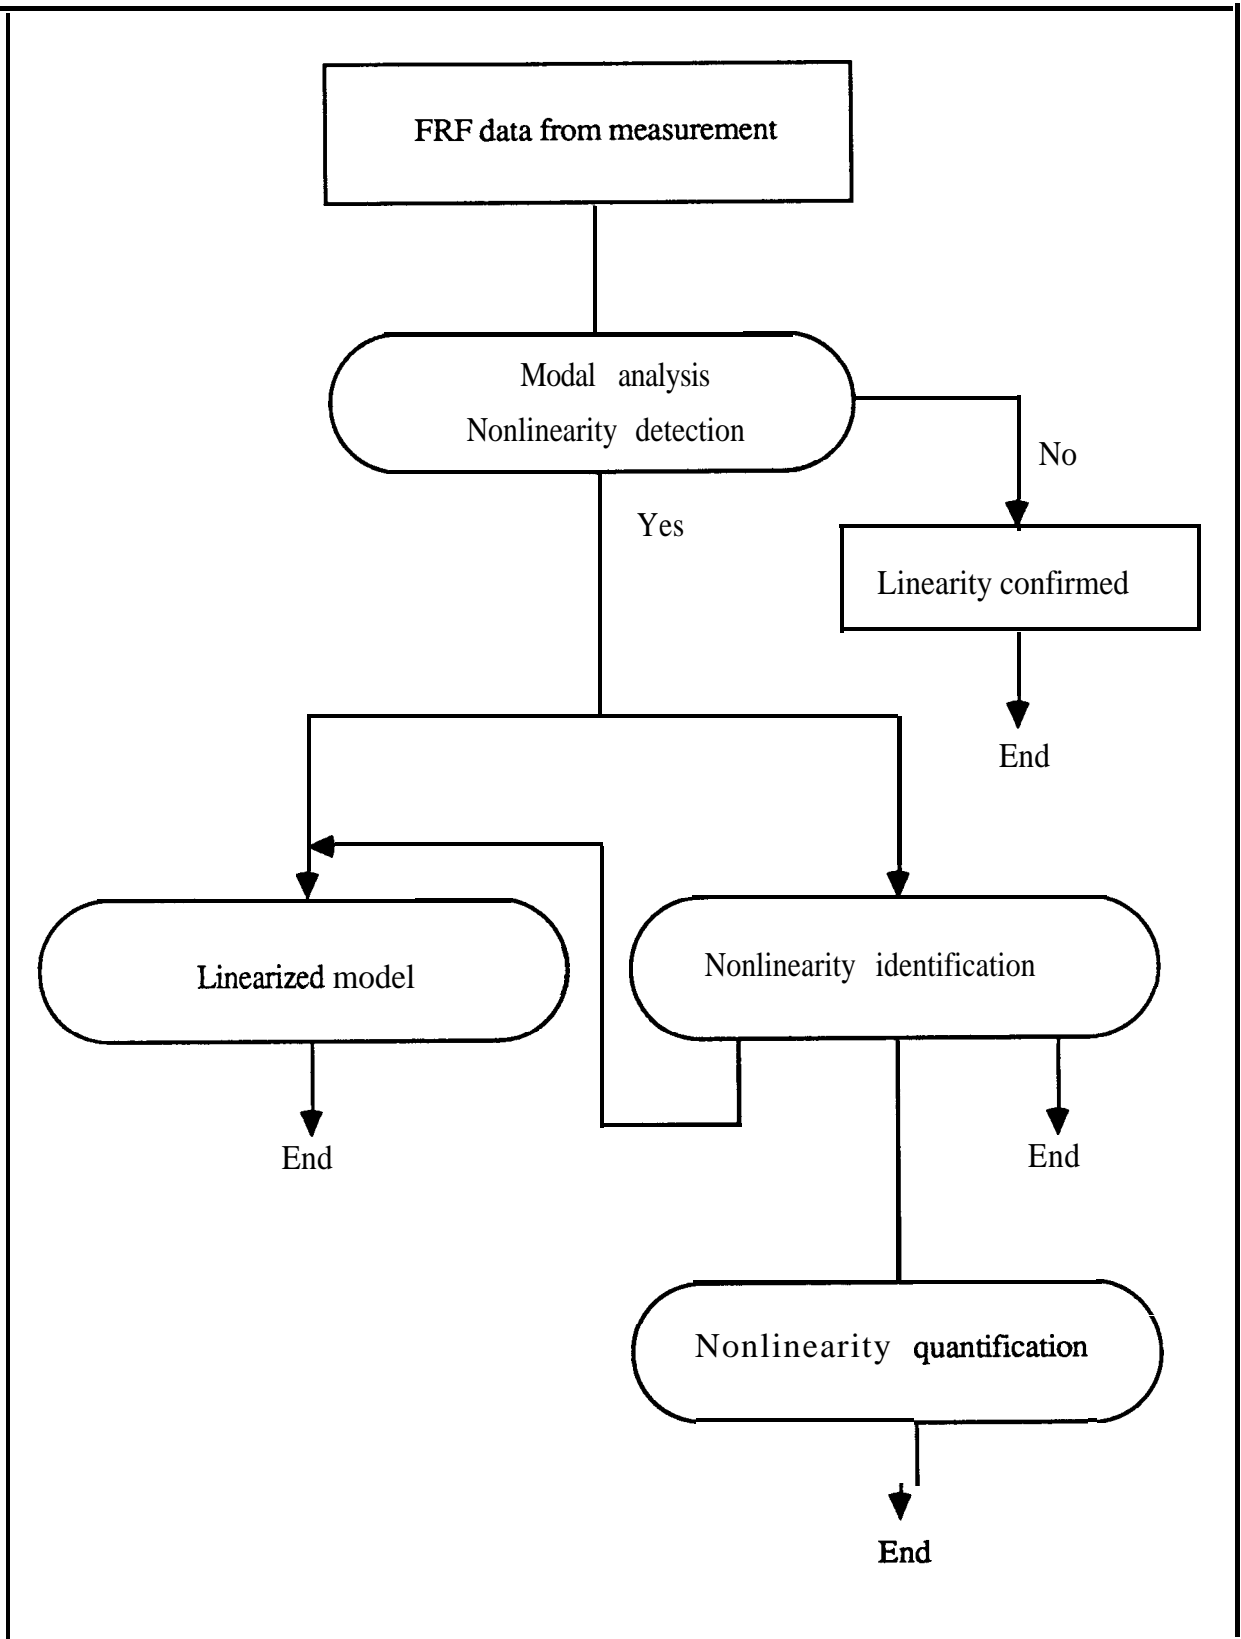 FRF data from measurement
Modal analysis
Nonlinearity detection
No
Yes
Linearity confirmed
End
Linearized model
Nonlinearity identification
End
End
Nonlinearity quantification
End